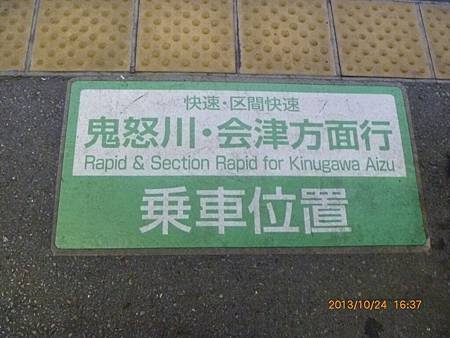 快速・区間快速
鬼怒川・会津方面行
Rapid & Section Rapid for Kinugawa Aizu
乗車位置
2013/10/24 16:37